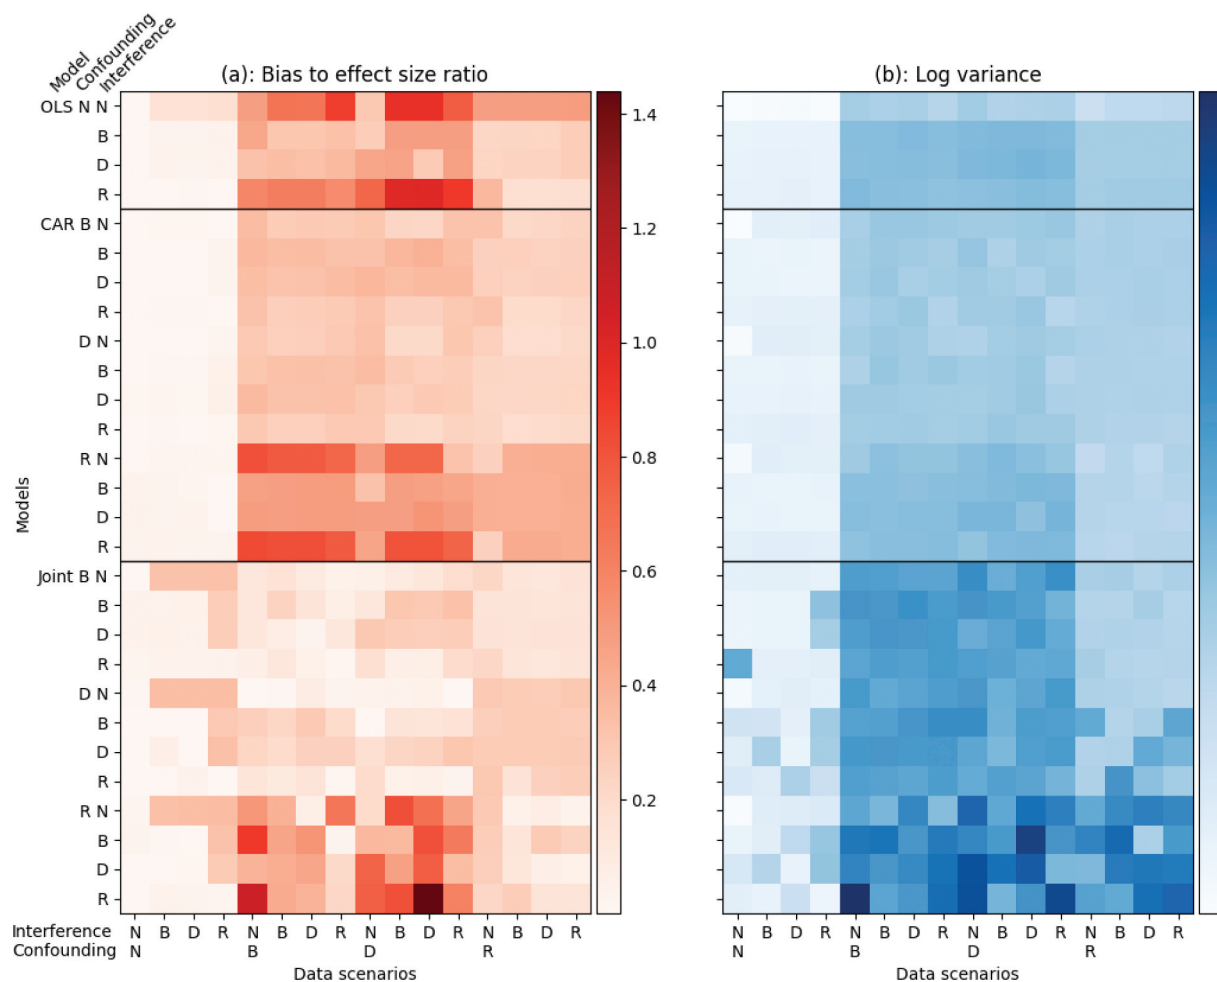 Model
Confounding
Interference
(a): Bias to effect size ratio
(b): Log variance
OLS N N
B
D
R
CAR B N
B
D
R
D N
B
D
R
R N
B
D
R
Joint B N
B
D
R
D N
B
D
R
R N
B
D
R
Models
1.4
1.2
1.0
0.8
0.6
0.4
0.2
Interference N B D R N B D R N B D R N B D R
Confounding N B D R
Data scenarios
N B D R N B D R N B D R N B D R
N B D R
Data scenarios